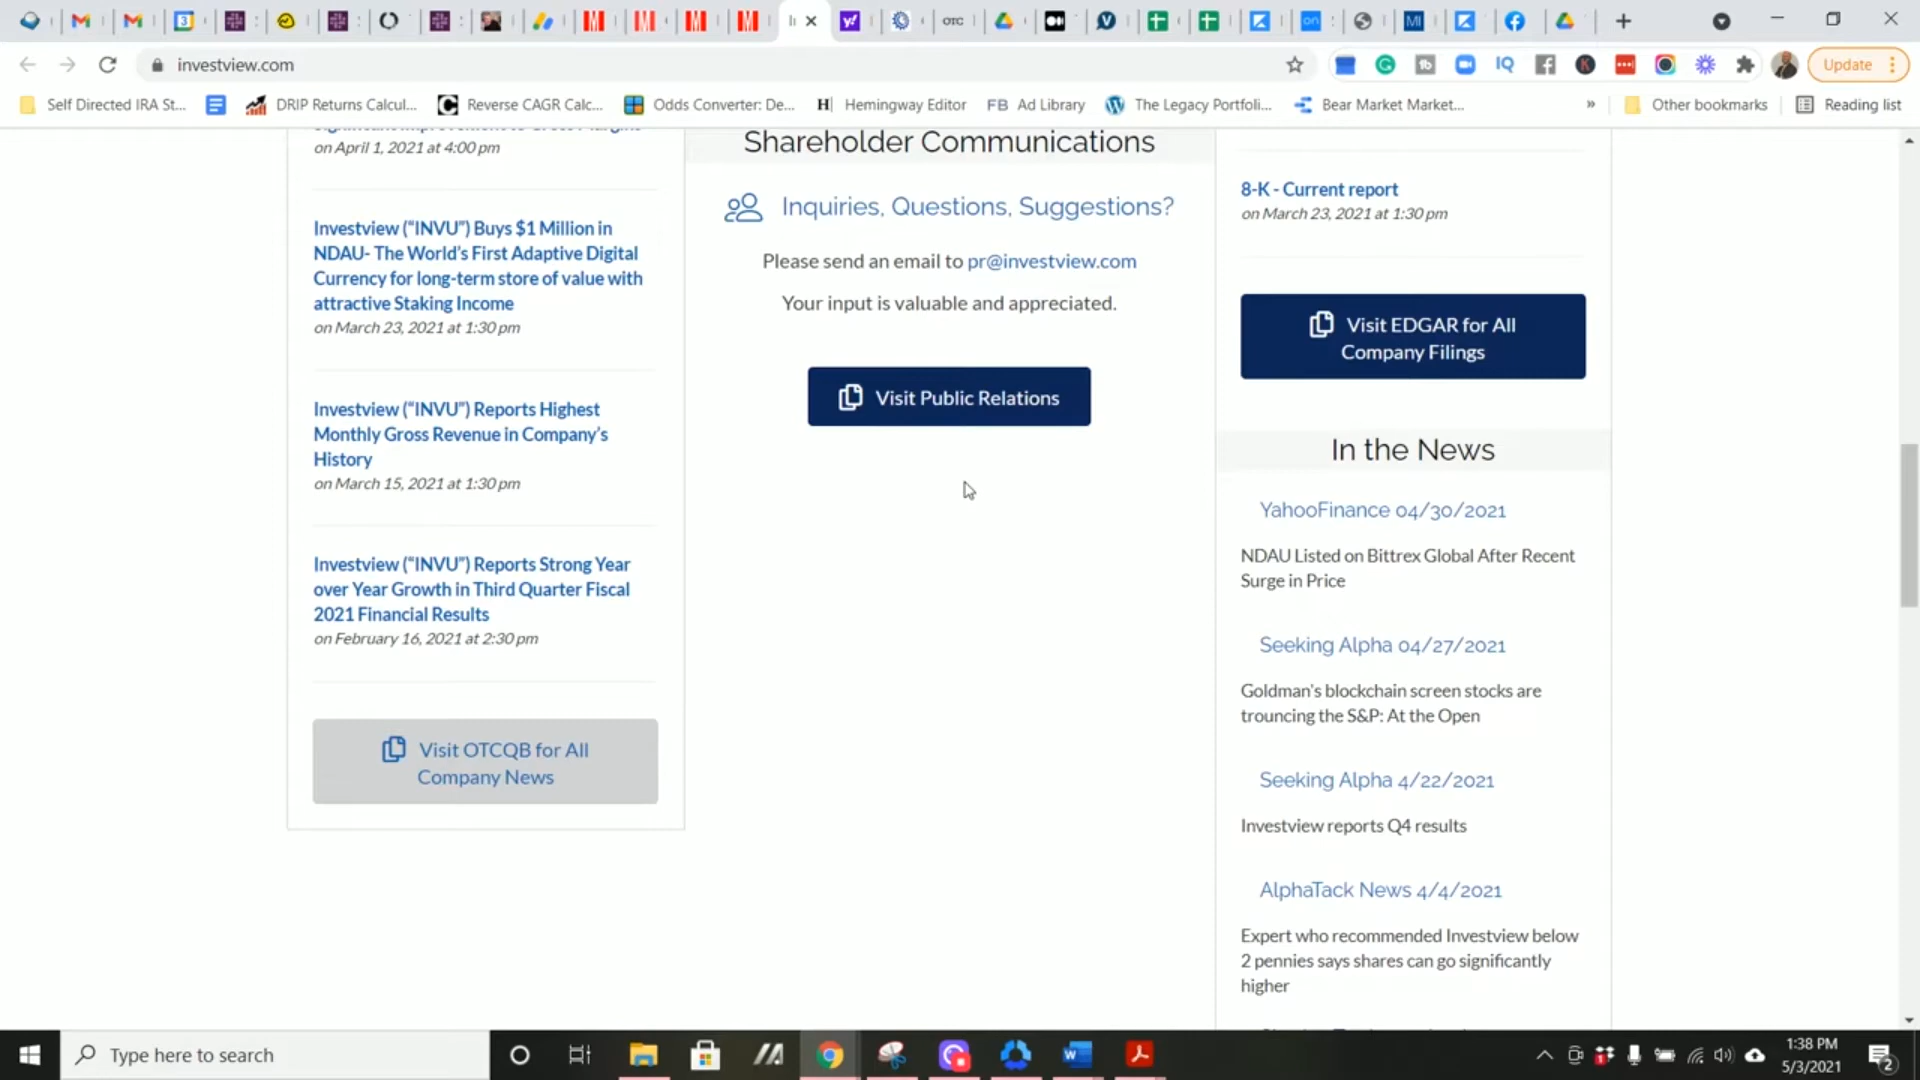 investview.com
Update
Self Directed IRA St...
DRIP Returns Calcul...
Reverse CAGR Calc...
Odds Converter: De...
Hemingway Editor
FB Ad Library
The Legacy Portfoli...
Bear Market Market...
»
Other bookmarks
Reading list
on April 1, 2021 at 4:00 pm
Investview (“INVU”) Buys $1 Million in
NDAU- The World’s First Adaptive Digital
Currency for long-term store of value with
attractive Staking Income
on March 23, 2021 at 1:30 pm
Investview (“INVU”) Reports Highest
Monthly Gross Revenue in Company’s
History
on March 15, 2021 at 1:30 pm
Investview (“INVU”) Reports Strong Year
over Year Growth in Third Quarter Fiscal
2021 Financial Results
on February 16, 2021 at 2:30 pm
Visit OTCQB for All
Company News
Shareholder Communications
Inquiries, Questions, Suggestions?
Please send an email to pr@investview.com
Your input is valuable and appreciated.
Visit Public Relations
8-K - Current report
on March 23, 2021 at 1:30 pm
Visit EDGAR for All
Company Filings
In the News
YahooFinance 04/30/2021
NDAU Listed on Bittrex Global After Recent
Surge in Price
Seeking Alpha 04/27/2021
Goldman's blockchain screen stocks are
trouncing the S&P: At the Open
Seeking Alpha 4/22/2021
Investview reports Q4 results
AlphaTack News 4/4/2021
Expert who recommended Investview below
2 pennies says shares can go significantly
higher
Type here to search
1:38 PM
5/3/2021
2